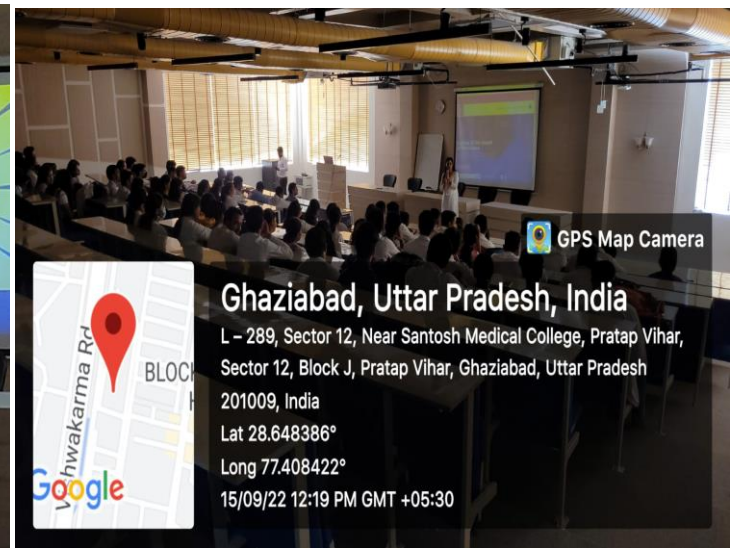 GPS Map Camera
Ghaziabad, Uttar Pradesh, India
L – 289, Sector 12, Near Santosh Medical College, Pratap Vihar,
Sector 12, Block J, Pratap Vihar, Ghaziabad, Uttar Pradesh
201009, India
Lat 28.648386°
Long 77.408422°
15/09/22 12:19 PM GMT +05:30
BLOCK
Google